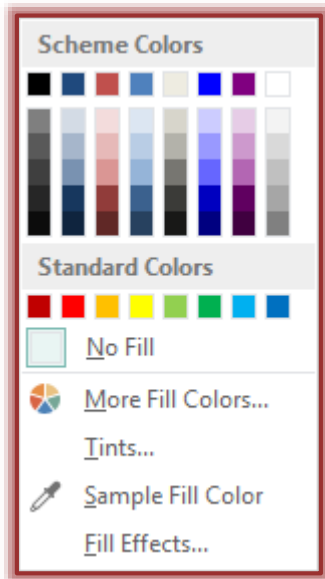 Scheme Colors
Standard Colors
No Fill
More Fill Colors...
Tints...
Sample Fill Color
Fill Effects...